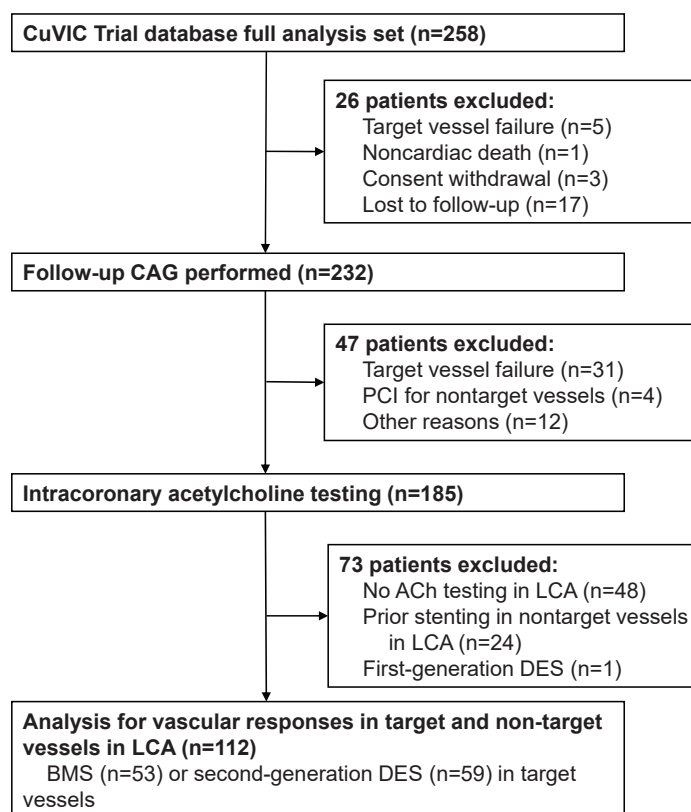 CuVIC Trial database full analysis set (n=258)
26 patients excluded:
Target vessel failure (n=5)
Noncardiac death (n=1)
Consent withdrawal (n=3)
Lost to follow-up (n=17)
Follow-up CAG performed (n=232)
47 patients excluded:
Target vessel failure (n=31)
PCI for nontarget vessels (n=4)
Other reasons (n=12)
Intracoronary acetylcholine testing (n=185)
73 patients excluded:
No ACh testing in LCA (n=48)
Prior stenting in nontarget vessels
in LCA (n=24)
First-generation DES (n=1)
Analysis for vascular responses in target and non-target
vessels in LCA (n=112)
BMS (n=53) or second-generation DES (n=59) in target
vessels